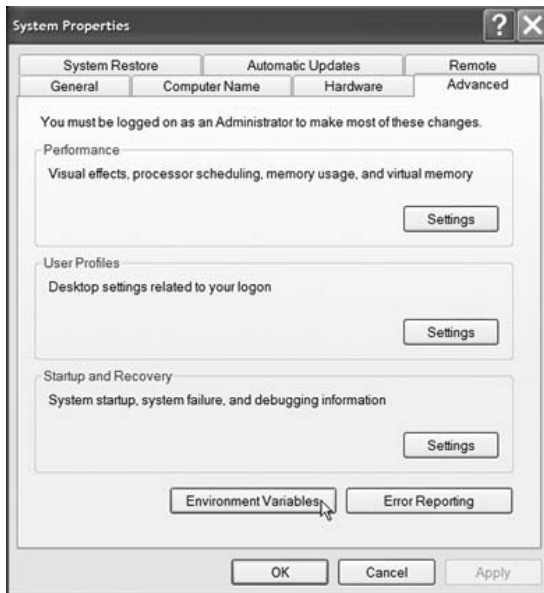 System Properties
System Restore
Automatic Updates
Remote
General
Computer Name
Hardware
Advanced
You must be logged on as an Administrator to make most of these changes.
Performance
Visual effects, processor scheduling, memory usage, and virtual memory
Settings
User Profiles
Desktop settings related to your logon
Settings
Startup and Recovery
System startup, system failure, and debugging information
Settings
Environment Variables
Error Reporting
OK
Cancel
Apply